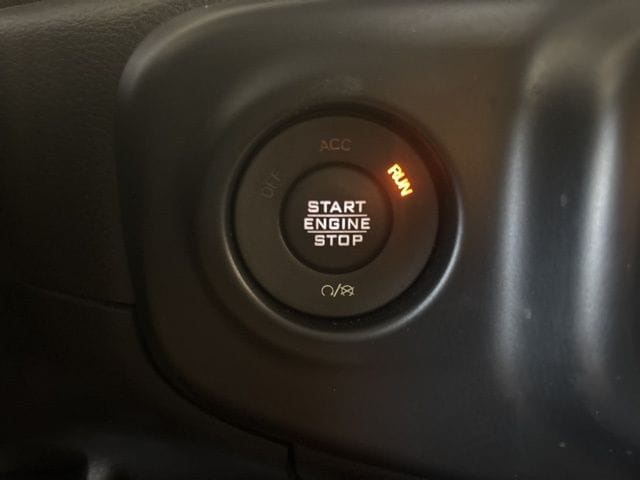 ACC
OFF
RUN
START
ENGINE
STOP